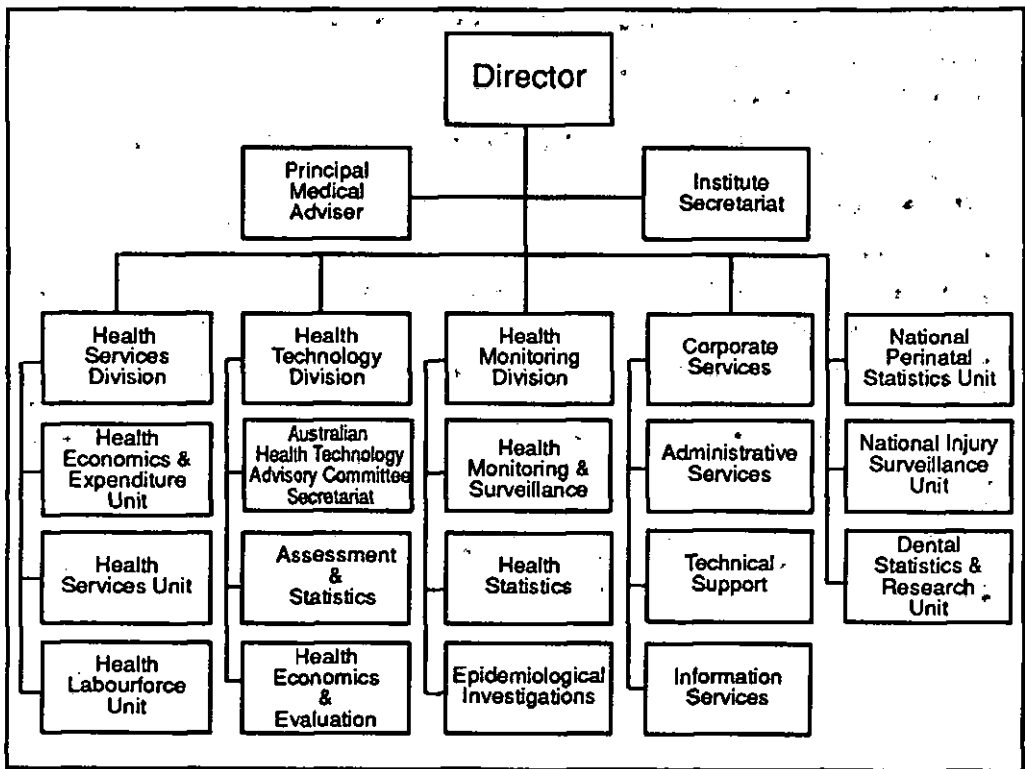 Director
Principal
Medical
Adviser
Institute
Secretariat
Health
Services
Division
Health
Technology
Division
Health
Monitoring
Division
Corporate
Services
National
Perinatal
Statistics Unit
Health
Economics &
Expenditure
Unit
Australian
Health Technology
Advisory Committee
Secretariat
Health
Monitoring &
Surveillance
Administrative
Services
National Injury
Surveillance
Unit
Health
Services Unit
Assessment
&
Statistics
Health
Statistics
Technical
Support
Dental
Statistics &
Research
Unit
Health
Labourforce
Unit
Health
Economics
&
Evaluation
Epidemiological
Investigations
Information
Services